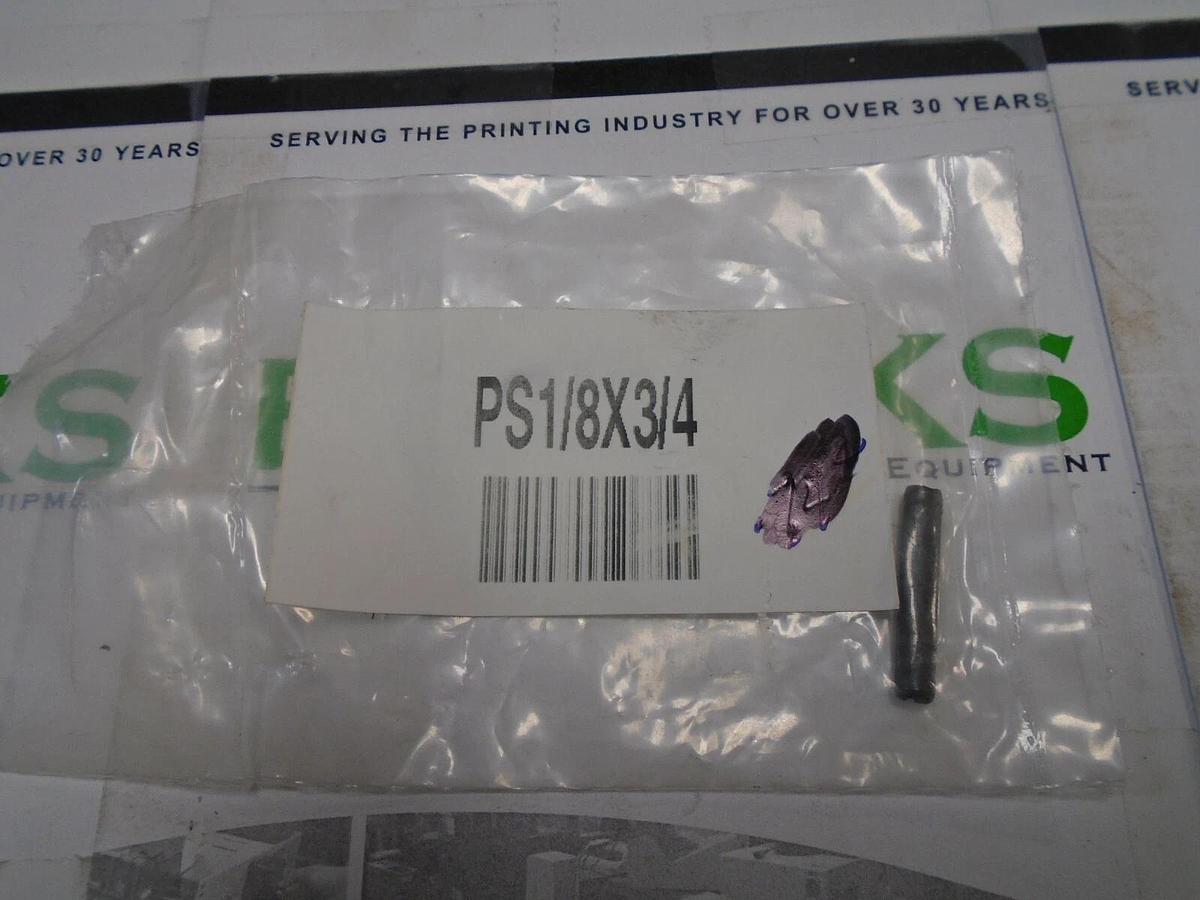 SERV
OVER 30 YEARS
SERVING THE PRINTING INDUSTRY FOR OVER 30 YEARS
PS1/8X3/4
KS
EQUIPMENT